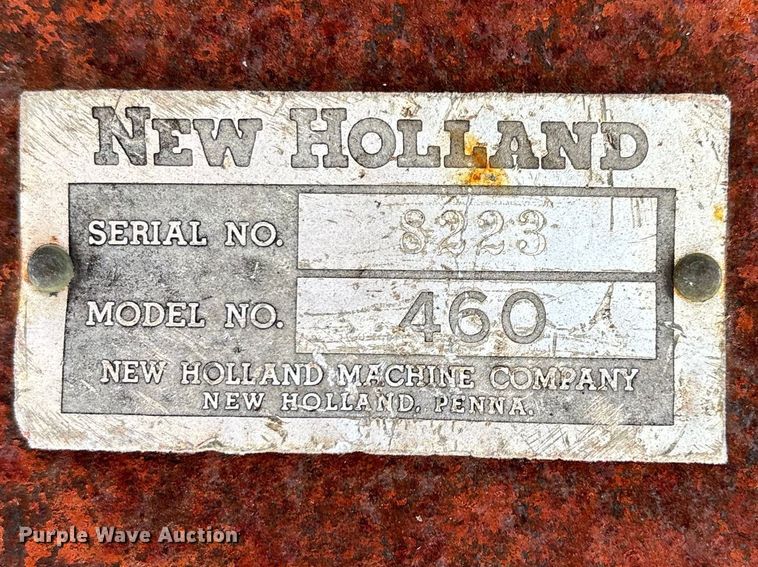 NEW HOLLAND
SERIAL NO. 8223
MODEL NO. 460
NEW HOLLAND MACHINE COMPANY
NEW HOLLAND, PENNA.
Purple Wave Auction